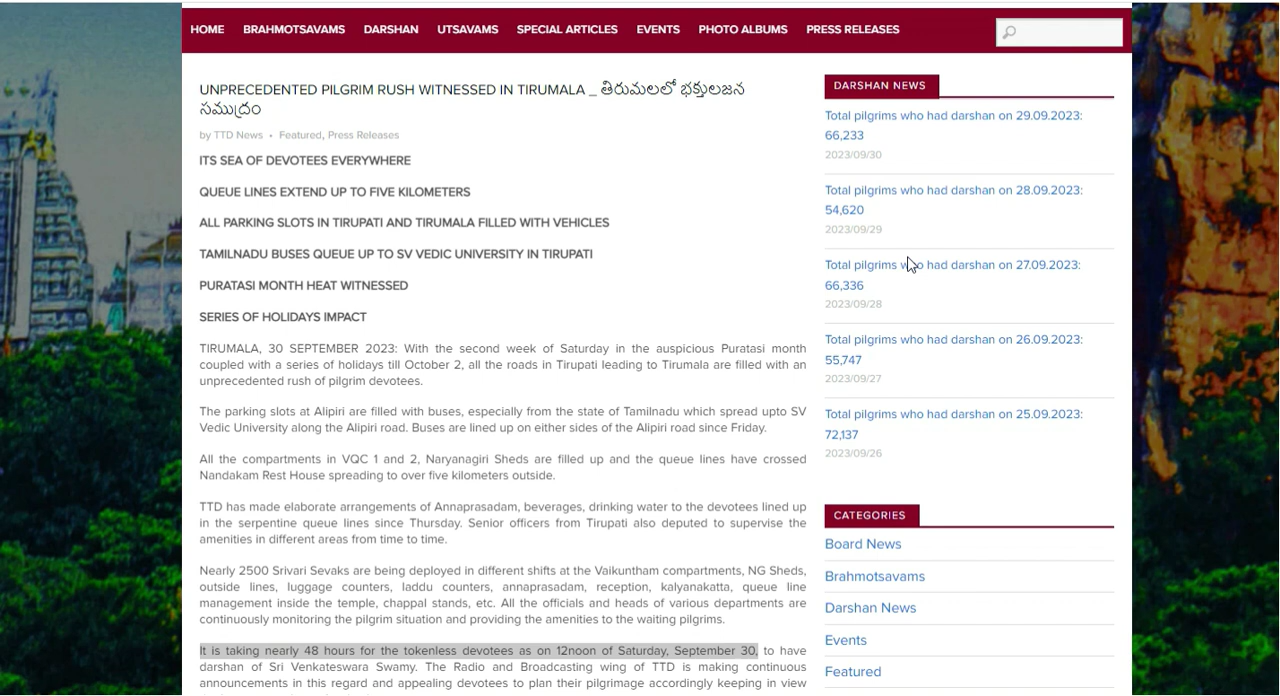 HOME BRAHMOTSAVAMS DARSHAN UTSAVAMS SPECIAL ARTICLES EVENTS PHOTO ALBUMS PRESS RELEASES
UNPRECEDENTED PILGRIM RUSH WITNESSED IN TIRUMALA _ తిరుమలలో భక్తులజన
సముద్రం
by TTD News • Featured, Press Releases
ITS SEA OF DEVOTEES EVERYWHERE
QUEUE LINES EXTEND UP TO FIVE KILOMETERS
ALL PARKING SLOTS IN TIRUPATI AND TIRUMALA FILLED WITH VEHICLES
TAMILNADU BUSES QUEUE UP TO SV VEDIC UNIVERSITY IN TIRUPATI
PURATASI MONTH HEAT WITNESSED
SERIES OF HOLIDAYS IMPACT
TIRUMALA, 30 SEPTEMBER 2023: With the second week of Saturday in the auspicious Puratasi month
coupled with a series of holidays till October 2, all the roads in Tirupati leading to Tirumala are filled with an
unprecedented rush of pilgrim devotees.
The parking slots at Alipiri are filled with buses, especially from the state of Tamilnadu which spread upto SV
Vedic University along the Alipiri road. Buses are lined up on either sides of the Alipiri road since Friday.
All the compartments in VQC 1 and 2, Naryanagiri Sheds are filled up and the queue lines have crossed
Nandakam Rest House spreading to over five kilometers outside.
TTD has made elaborate arrangements of Annaprasadam, beverages, drinking water to the devotees lined up
in the serpentine queue lines since Thursday. Senior officers from Tirupati also deputed to supervise the
amenities in different areas from time to time.
Nearly 2500 Srivari Sevaks are being deployed in different shifts at the Vaikuntham compartments, NG Sheds,
outside lines, luggage counters, laddu counters, annaprasadam, reception, kalyanakatta, queue line
management inside the temple, chappal stands, etc. All the officials and heads of various departments are
continuously monitoring the pilgrim situation and providing the amenities to the waiting pilgrims.
It is taking nearly 48 hours for the tokenless devotees as on 12noon of Saturday, September 30, to have
darshan of Sri Venkateswara Swamy. The Radio and Broadcasting wing of TTD is making continuous
announcements in this regard and appealing devotees to plan their pilgrimage accordingly keeping in view
DARSHAN NEWS
Total pilgrims who had darshan on 29.09.2023:
66,233
2023/09/30
Total pilgrims who had darshan on 28.09.2023:
54,620
2023/09/29
Total pilgrims who had darshan on 27.09.2023:
66,336
2023/09/28
Total pilgrims who had darshan on 26.09.2023:
55,747
2023/09/27
Total pilgrims who had darshan on 25.09.2023:
72,137
2023/09/26
CATEGORIES
Board News
Brahmotsavams
Darshan News
Events
Featured